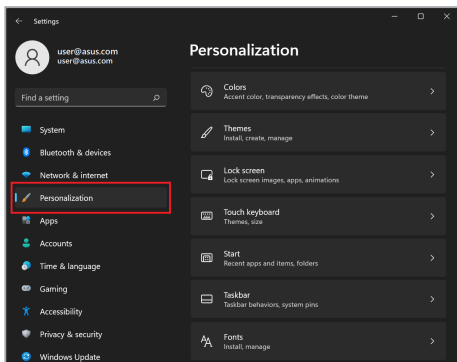 Settings
user@asus.com
user@asus.com
Find a setting
System
Bluetooth & devices
Network & internet
Personalization
Apps
Accounts
Time & language
Gaming
Accessibility
Privacy & security
Windows Update
Personalization
Colors
Accent color, transparency effects, color theme
Themes
Install, create, manage
Lock screen
Lock screen images, apps, animations
Touch keyboard
Themes, size
Start
Recent apps and items, folders
Taskbar
Taskbar behaviors, system pins
Fonts
Install, manage